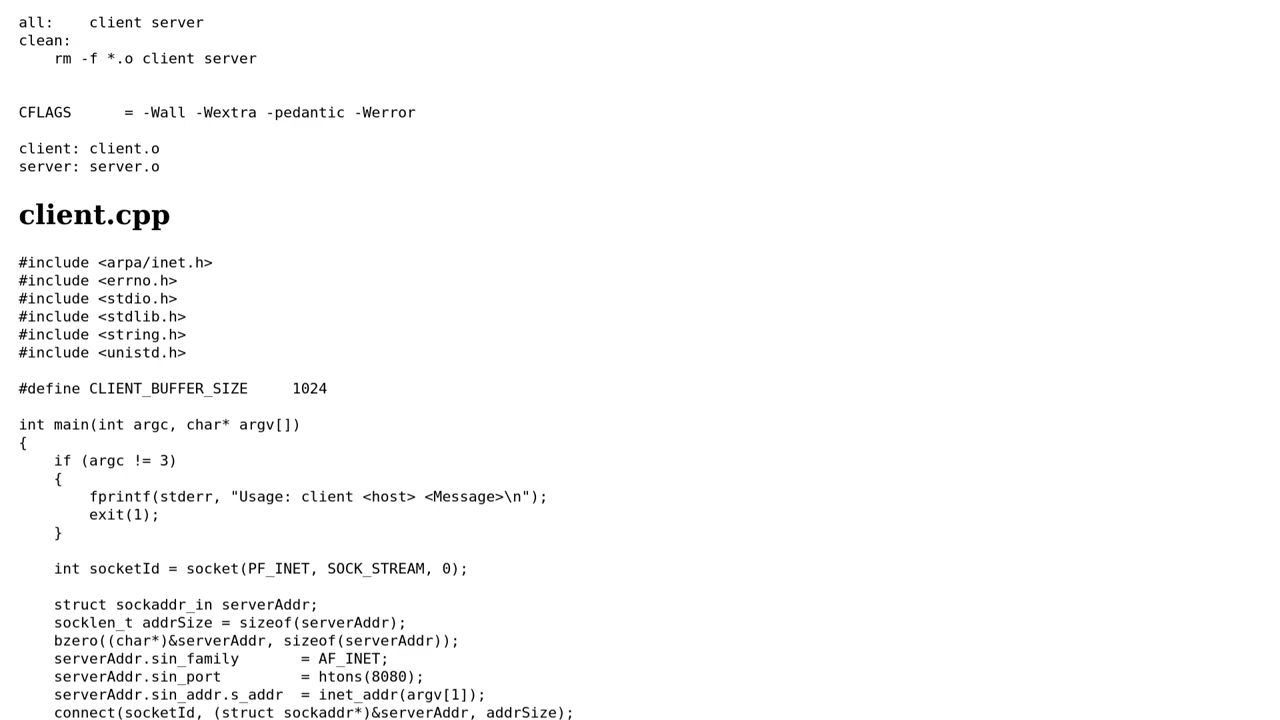 all:    client server
clean:
    rm -f *.o client server
CFLAGS      = -Wall -Wextra -pedantic -Werror
client: client.o
server: server.o
client.cpp
#include <arpa/inet.h>
#include <errno.h>
#include <stdio.h>
#include <stdlib.h>
#include <string.h>
#include <unistd.h>
#define CLIENT_BUFFER_SIZE     1024
int main(int argc, char* argv[])
{
    if (argc != 3)
    {
        fprintf(stderr, "Usage: client <host> <Message>\n");
        exit(1);
    }
    int socketId = socket(PF_INET, SOCK_STREAM, 0);
    struct sockaddr_in serverAddr;
    socklen_t addrSize = sizeof(serverAddr);
    bzero((char*)&serverAddr, sizeof(serverAddr));
    serverAddr.sin_family       = AF_INET;
    serverAddr.sin_port         = htons(8080);
    serverAddr.sin_addr.s_addr  = inet_addr(argv[1]);
    connect(socketId, (struct sockaddr*)&serverAddr, addrSize);